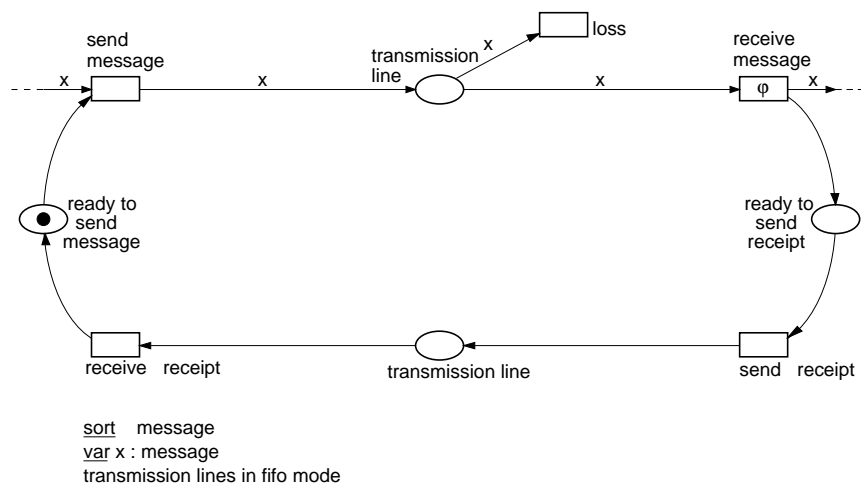 send
message
transmission
line
x
loss
receive
message
x
x
x
φ
x
ready to
send
message
ready to
send
receipt
receive receipt
transmission line
send receipt
sort message
var x : message
transmission lines in fifo mode